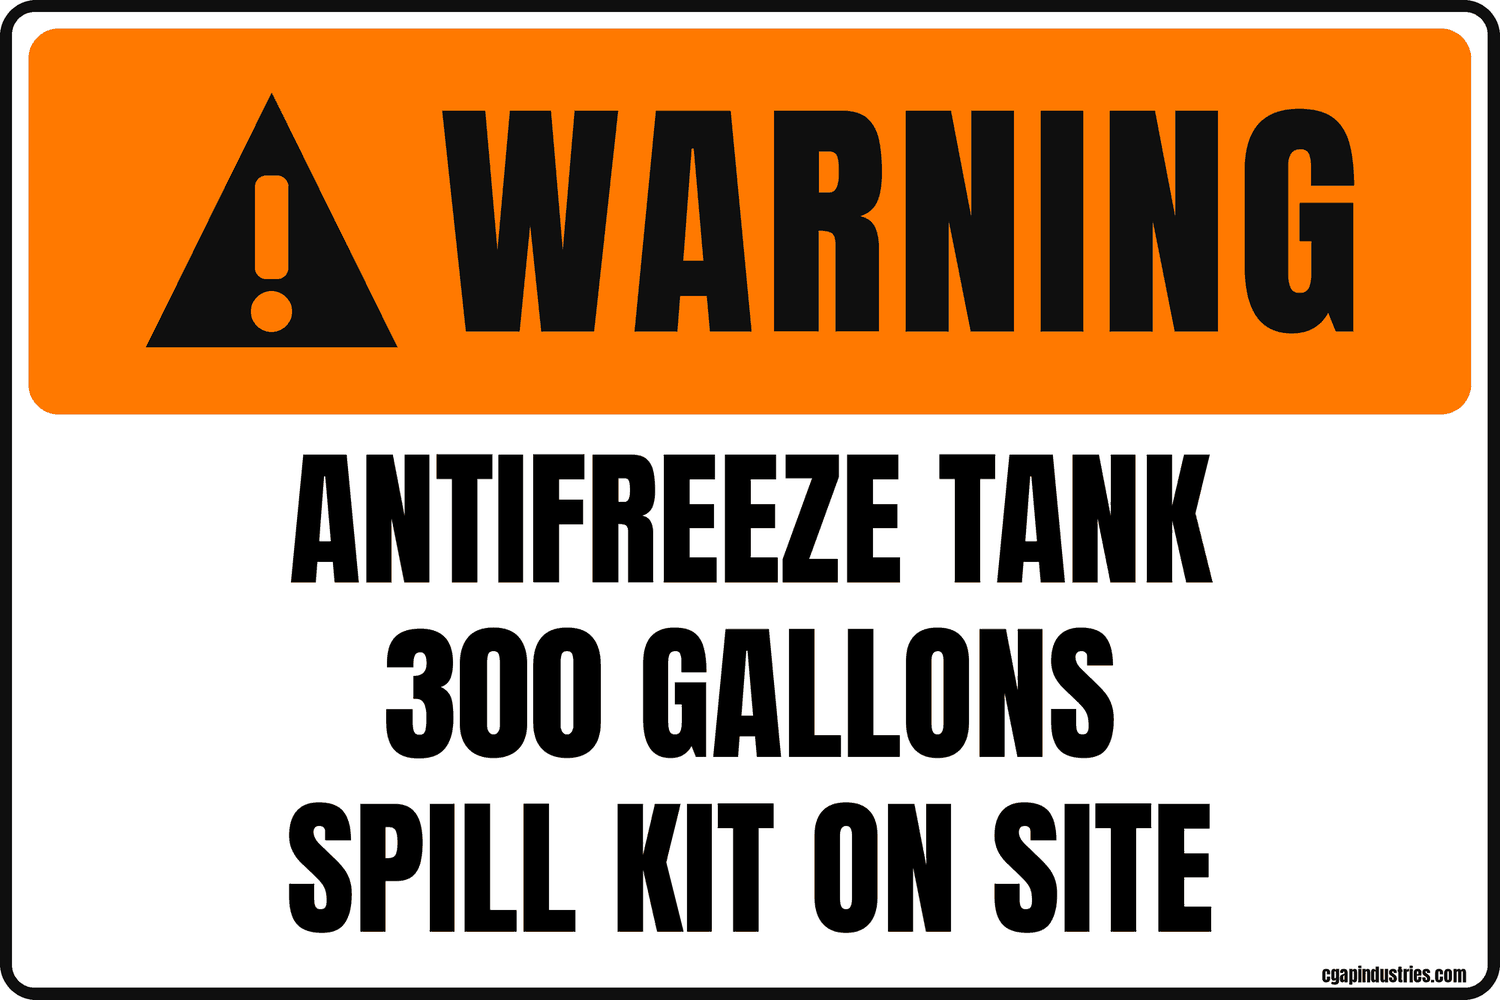 WARNING
ANTIFREEZE TANK
300 GALLONS
SPILL KIT ON SITE
cgapindustries.com